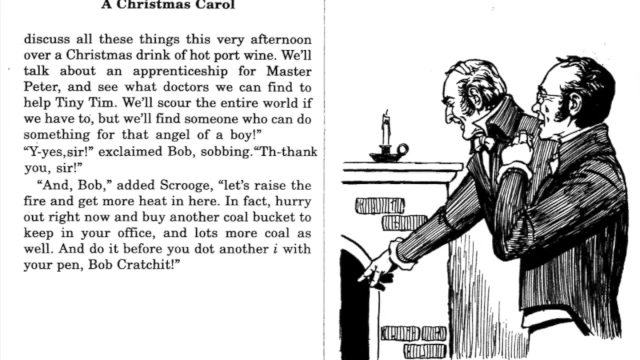 A Christmas Carol
discuss all these things this very afternoon
over a Christmas drink of hot port wine. We'll
talk about an apprenticeship for Master
Peter, and see what doctors we can find to
help Tiny Tim. We'll scour the entire world if
we have to, but we'll find someone who can do
something for that angel of a boy!"
"Y-yes,sir!" exclaimed Bob, sobbing."Th-thank
you, sir!"
"And, Bob," added Scrooge, "let's raise the
fire and get more heat in here. In fact, hurry
out right now and buy another coal bucket to
keep in your office, and lots more coal as
well. And do it before you dot another i with
your pen, Bob Cratchit!"